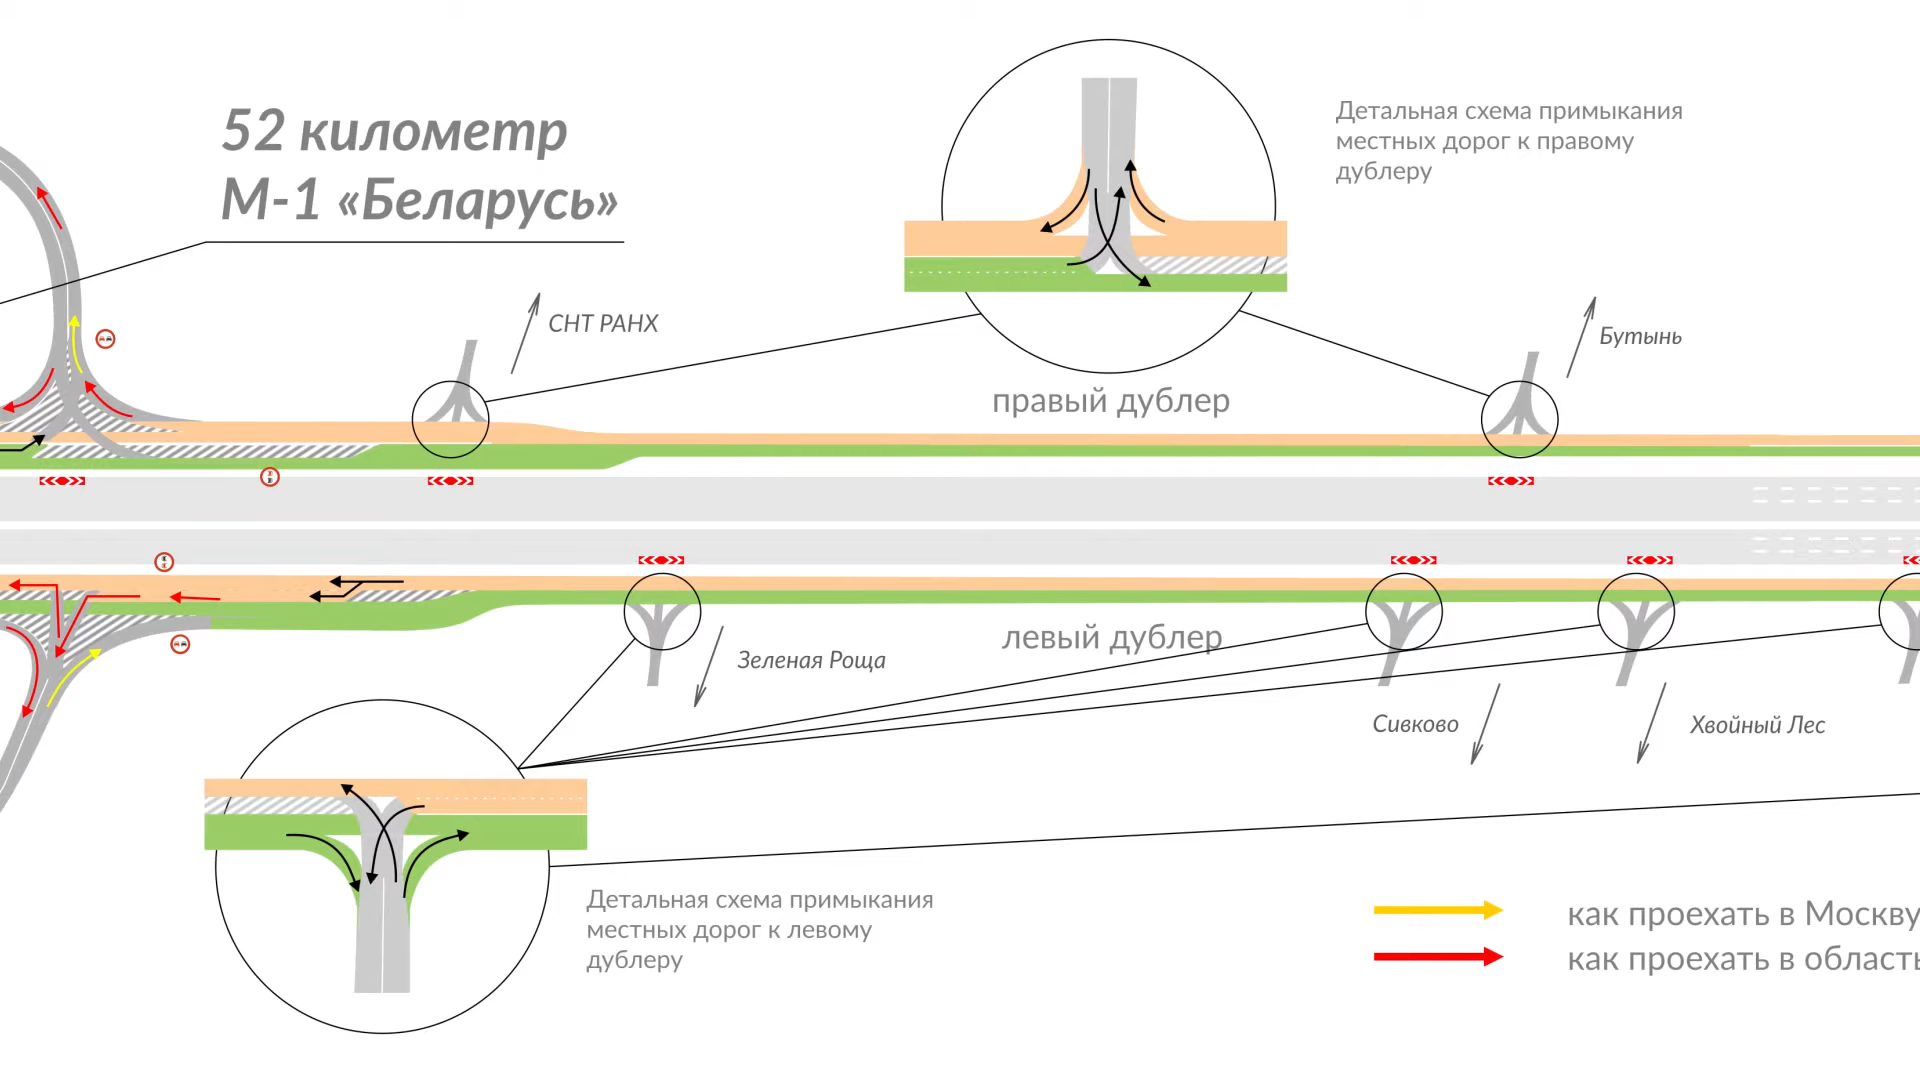 52 километр
М-1 «Беларусь»
Детальная схема примыкания
местных дорог к правому
дублеру
СНТ РАНХ
Бутынь
правый дублер
левый дублер
Зеленая Роща
Сивково
Хвойный Лес
Детальная схема примыкания
местных дорог к левому
дублеру
как проехать в Москву
как проехать в область